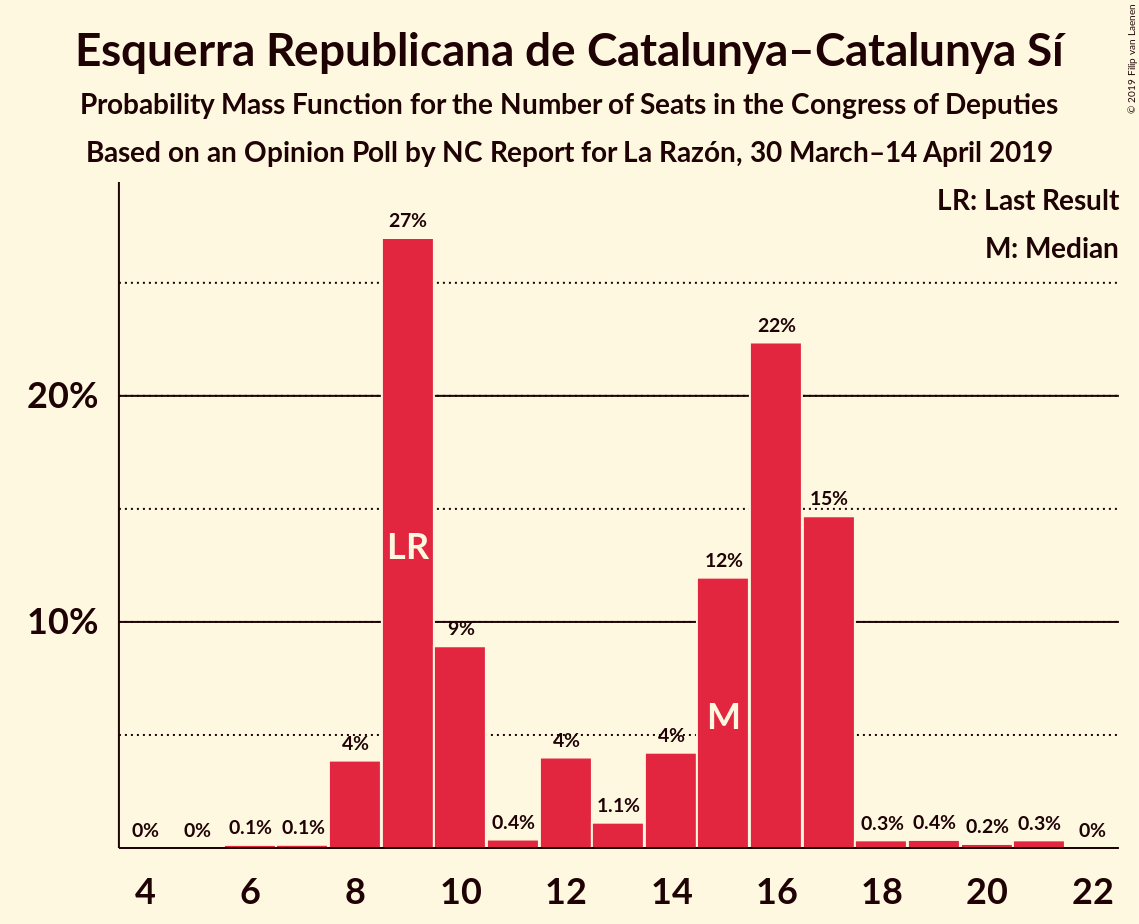 Esquerra Republicana de Catalunya–Catalunya Sí
Probability Mass Function for the Number of Seats in the Congress of Deputies
Based on an Opinion Poll by NC Report for La Razón, 30 March–14 April 2019
© 2019 Filip van Laenen
LR: Last Result
M: Median
20%
10%
0% 0% 0.1% 0.1% 4% 27% 9% 0.4% 4% 1.1% 4% 12% 22% 15% 0.3% 0.4% 0.2% 0.3% 0%
LR
M
4 6 8 10 12 14 16 18 20 22